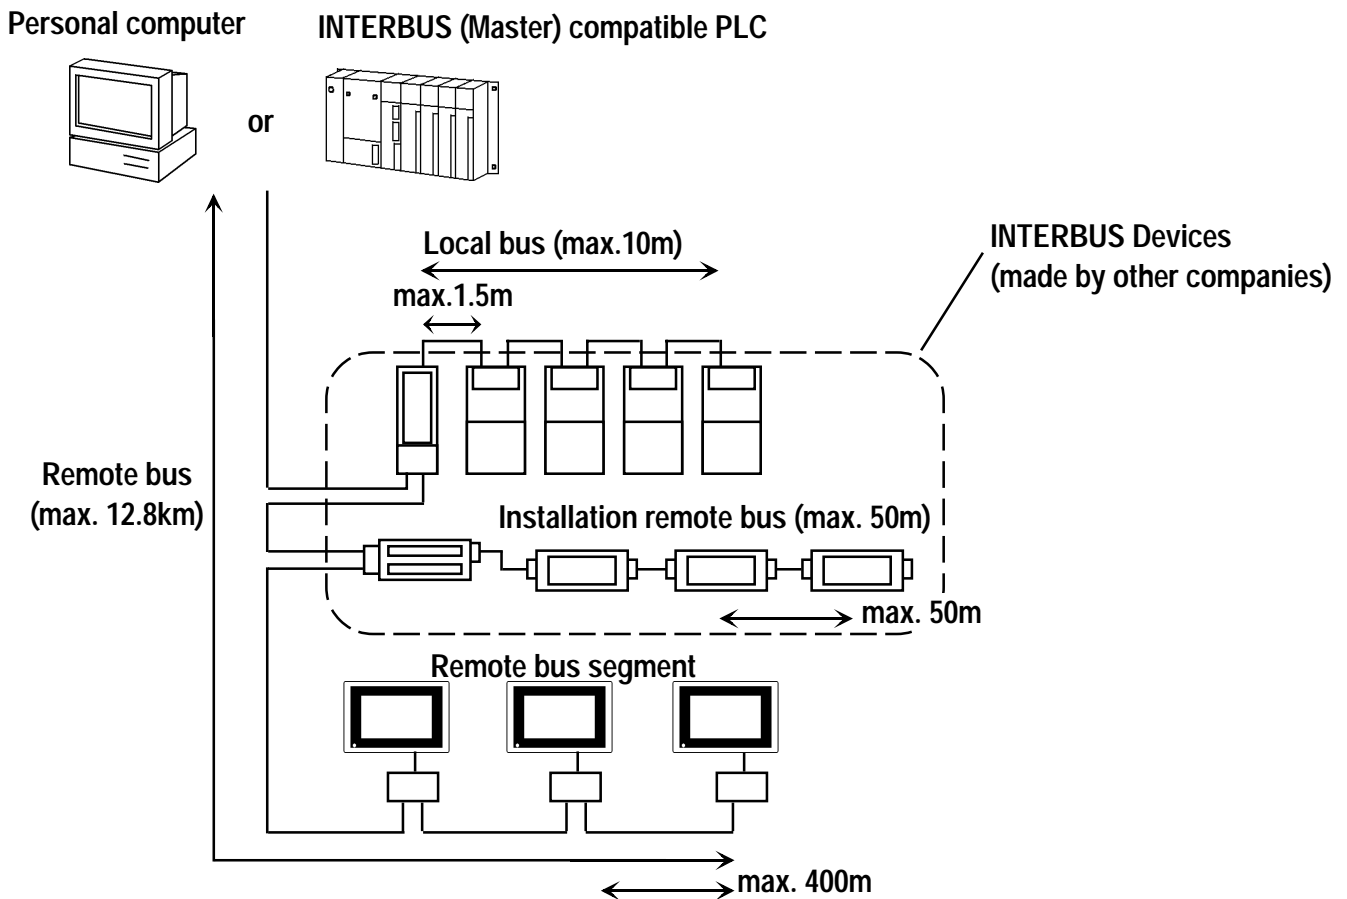 Personal computer
INTERBUS (Master) compatible PLC
or
Local bus (max.10m)
max.1.5m
INTERBUS Devices
(made by other companies)
Remote bus
(max. 12.8km)
Installation remote bus (max. 50m)
max. 50m
Remote bus segment
max. 400m